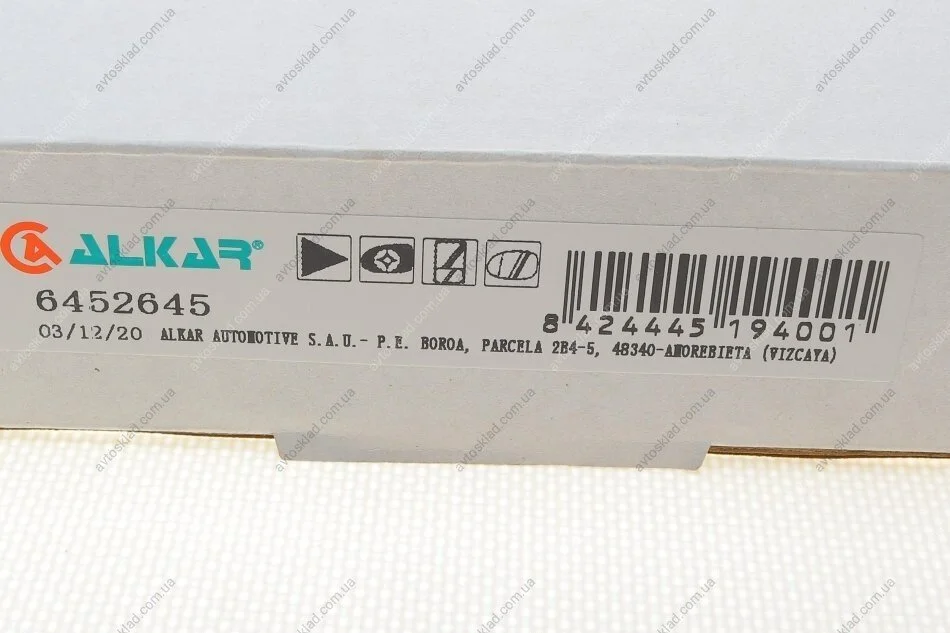 ALKAR®
6452645
8 424445 194001
03/12/20 ALKAR AUTOMOTIVE S.A.U.- P.E. BOROA, PARCELA 2B4-5, 48340-AMOREBIETA (VIZCAYA)
avtosklad.com.ua